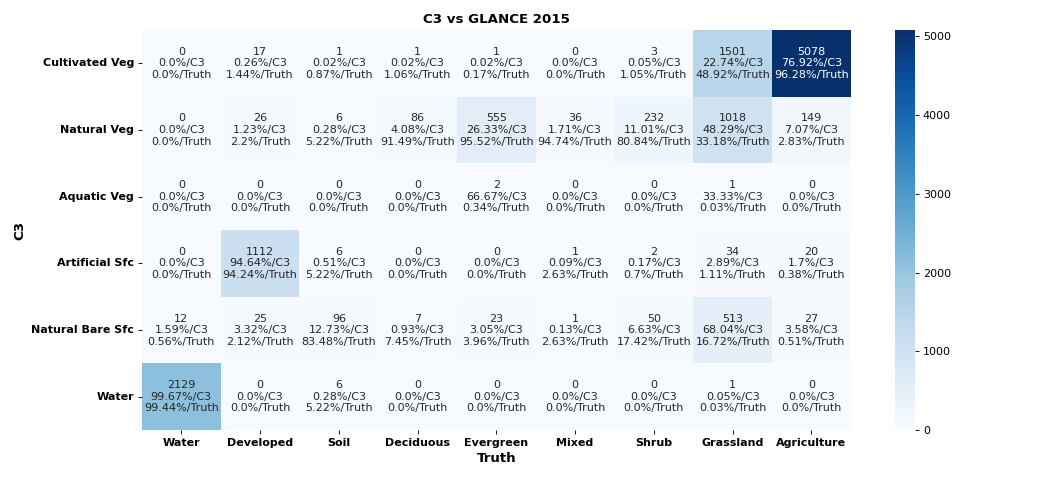 C3 vs GLANCE 2015
Cultivated Veg
0 17 1 1 1 0 3 1501 5078
0.0%/C3 0.26%/C3 0.02%/C3 0.02%/C3 0.02%/C3 0.0%/C3 0.05%/C3 22.74%/C3 76.92%/C3
0.0%/Truth 1.44%/Truth 0.87%/Truth 1.06%/Truth 0.17%/Truth 0.0%/Truth 1.05%/Truth 48.92%/Truth 96.28%/Truth
Natural Veg
0 26 6 86 555 36 232 1018 149
0.0%/C3 1.23%/C3 0.28%/C3 4.08%/C3 26.33%/C3 1.71%/C3 11.01%/C3 48.29%/C3 7.07%/C3
0.0%/Truth 2.2%/Truth 5.22%/Truth 91.49%/Truth 95.52%/Truth 94.74%/Truth 80.84%/Truth 33.18%/Truth 2.83%/Truth
Aquatic Veg
0 0 0 0 2 0 0 1 0
0.0%/C3 0.0%/C3 0.0%/C3 0.0%/C3 66.67%/C3 0.0%/C3 0.0%/C3 33.33%/C3 0.0%/C3
0.0%/Truth 0.0%/Truth 0.0%/Truth 0.0%/Truth 0.34%/Truth 0.0%/Truth 0.0%/Truth 0.03%/Truth 0.0%/Truth
Artificial Sfc
0 1112 6 0 0 1 2 34 20
0.0%/C3 94.64%/C3 0.51%/C3 0.0%/C3 0.0%/C3 0.09%/C3 0.17%/C3 2.89%/C3 1.7%/C3
0.0%/Truth 94.24%/Truth 5.22%/Truth 0.0%/Truth 0.0%/Truth 2.63%/Truth 0.7%/Truth 1.11%/Truth 0.38%/Truth
Natural Bare Sfc
12 25 96 7 23 1 50 513 27
1.59%/C3 3.32%/C3 12.73%/C3 0.93%/C3 3.05%/C3 0.13%/C3 6.63%/C3 68.04%/C3 3.58%/C3
0.56%/Truth 2.12%/Truth 83.48%/Truth 7.45%/Truth 3.96%/Truth 2.63%/Truth 17.42%/Truth 16.72%/Truth 0.51%/Truth
Water
2129 0 6 0 0 0 0 1 0
99.67%/C3 0.0%/C3 0.28%/C3 0.0%/C3 0.0%/C3 0.0%/C3 0.0%/C3 0.05%/C3 0.0%/C3
99.44%/Truth 0.0%/Truth 5.22%/Truth 0.0%/Truth 0.0%/Truth 0.0%/Truth 0.0%/Truth 0.03%/Truth 0.0%/Truth
C3
Water Developed Soil Deciduous Evergreen Mixed Shrub Grassland Agriculture
Truth
5000
4000
3000
2000
1000
0